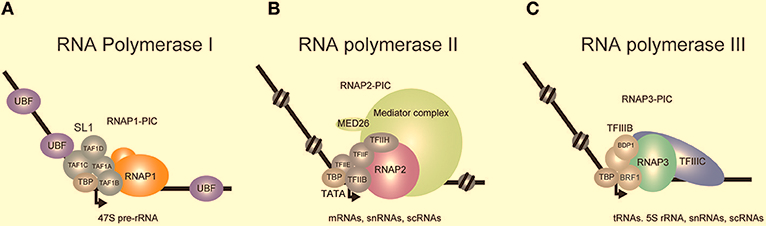 A
RNA Polymerase I
UBF
SL1
RNAP1-PIC
UBF
TAF1D
TAF1C
TAF1A
TBP
TAF1B
RNAP1
UBF
47S pre-rRNA
B
RNA polymerase II
RNAP2-PIC
Mediator complex
MED26
TFIIH
TFIIF
TFIIE
RNAP2
TBP
TFIIB
TATA
mRNAs, snRNAs, scRNAs
C
RNA polymerase III
RNAP3-PIC
TFIIIB
BDP1
RNAP3
TFIIIC
TBP
BRF1
tRNAs. 5S rRNA, snRNAs, scRNAs